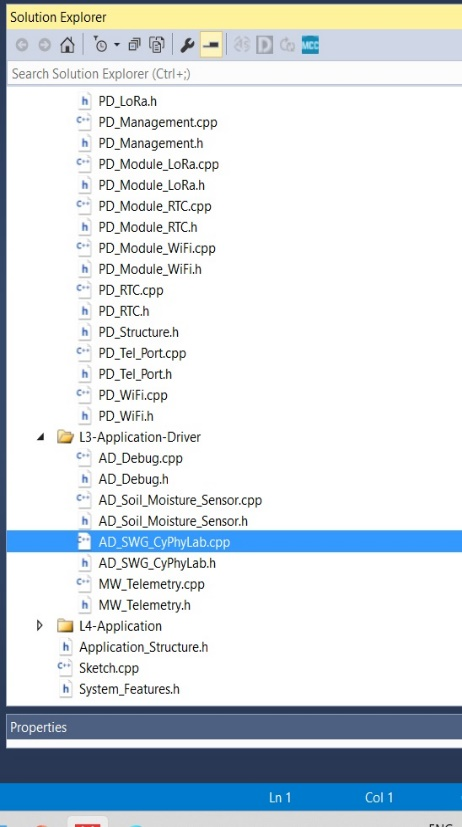 Solution Explorer
MCC
Search Solution Explorer (Ctrl+;)
h PD_LoRa.h
C++ PD_Management.cpp
h PD_Management.h
C++ PD_Module_LoRa.cpp
h PD_Module_LoRa.h
C++ PD_Module_RTC.cpp
h PD_Module_RTC.h
C++ PD_Module_WiFi.cpp
h PD_Module_WiFi.h
C++ PD_RTC.cpp
h PD_RTC.h
h PD_Structure.h
C++ PD_Tel_Port.cpp
h PD_Tel_Port.h
C++ PD_WiFi.cpp
h PD_WiFi.h
L3-Application-Driver
C++ AD_Debug.cpp
h AD_Debug.h
C++ AD_Soil_Moisture_Sensor.cpp
h AD_Soil_Moisture_Sensor.h
C++ AD_SWG_CyPhyLab.cpp
h AD_SWG_CyPhyLab.h
C++ MW_Telemetry.cpp
h MW_Telemetry.h
L4-Application
h Application_Structure.h
C++ Sketch.cpp
h System_Features.h
Properties
Ln 1 Col 1